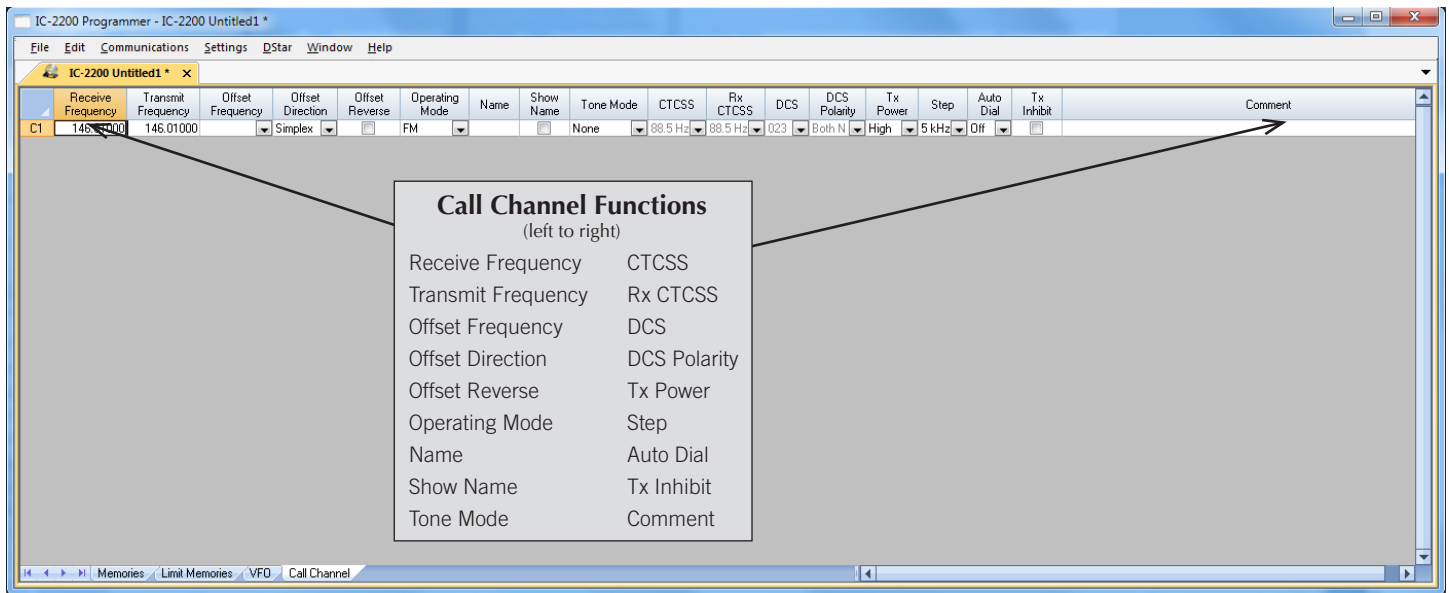 IC-2200 Programmer - IC-2200 Untitled1 *
File Edit Communications Settings DStar Window Help
IC-2200 Untitled1 * x
Receive Frequency Transmit Frequency Offset Frequency Offset Direction Offset Reverse Operating Mode Name Show Name Tone Mode CTCSS Rx CTCSS DCS DCS Polarity Tx Power Step Auto Dial Tx Inhibit Comment
C1 146.01000 146.01000 Simplex FM None 88.5 Hz 88.5 Hz 023 Both N High 5 kHz Off
Call Channel Functions
(left to right)
Receive Frequency CTCSS
Transmit Frequency Rx CTCSS
Offset Frequency DCS
Offset Direction DCS Polarity
Offset Reverse Tx Power
Operating Mode Step
Name Auto Dial
Show Name Tx Inhibit
Tone Mode Comment
Memories Limit Memories VFO Call Channel